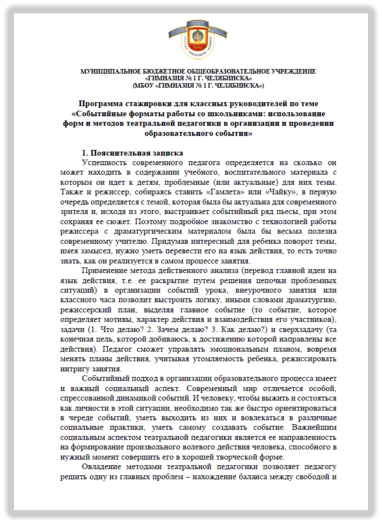 МУНИЦИПАЛЬНОЕ БЮДЖЕТНОЕ ОБЩЕОБРАЗОВАТЕЛЬНОЕ УЧРЕЖДЕНИЕ
«ГИМНАЗИЯ № 1 Г. ЧЕЛЯБИНСКА»
(МБОУ «ГИМНАЗИЯ № 1 Г. ЧЕЛЯБИНСКА»)
Программа стажировки для классных руководителей по теме
«Событийные форматы работы со школьниками: использование
форм и методов театральной педагогики в организации и проведении
образовательного события»
1. Пояснительная записка
Успешность современного педагога определяется на сколько он
может находить в содержании учебного, воспитательного материала с
которым он идет к детям, проблемные (или актуальные) для них темы.
Также и режиссер, собираясь ставить «Гамлета» или «Чайку», в первую
очередь определяется с темой, которая была бы актуальна для современного
зрителя и, исходя из этого, выстраивает событийный ряд пьесы, при этом
сохраняя ее сюжет. Поэтому подробное знакомство с технологией работы
режиссера с драматургическим материалом была бы весьма полезна
современному учителю. Придумав интересный для ребенка поворот темы,
имея замысел, нужно уметь перевести его на язык действия, то есть точно
знать, как он реализуется в самом процессе занятия.
Применение метода действенного анализа (перевод главной идеи на
язык действия, т.е. ее раскрытие путем решения цепочки проблемных
ситуаций) в организации событий урока, внеурочного занятия или
классного часа позволит выстроить логику, иными словами драматургию,
режиссерский план, выделяя главное событие (то событие, которое
определяет мотивы, характер действия и взаимодействия его участников),
задачи (1. Что делаю? 2. Зачем делаю? 3. Как делаю?) и сверхзадачу (та
конечная цель, которой добиваюсь, к достижению которой направлены все
действия). Педагог сможет управлять эмоциональным планом, вовремя
менять планы действия, учитывая утомляемость ребенка, режиссировать
интригу занятия.
Событийный подход в организации образовательного процесса имеет
и важный социальный аспект. Современный мир отличается особой,
спрессованной динамикой событий. И человеку, чтобы выжить и состояться
как личности в этой ситуации, необходимо так же быстро ориентироваться
в череде событий, уметь выходить из них и вовлекаться в различные
социальные практики, уметь самому создавать событие. Важнейшим
социальным аспектом театральной педагогики является ее направленность
на формирование произвольного волевого действия человека, способного в
нужный момент совершить его в хорошей творческой форме.
Овладение методами театральной педагогики позволяет педагогу
решить одну из главных проблем – нахождение баланса между свободой и